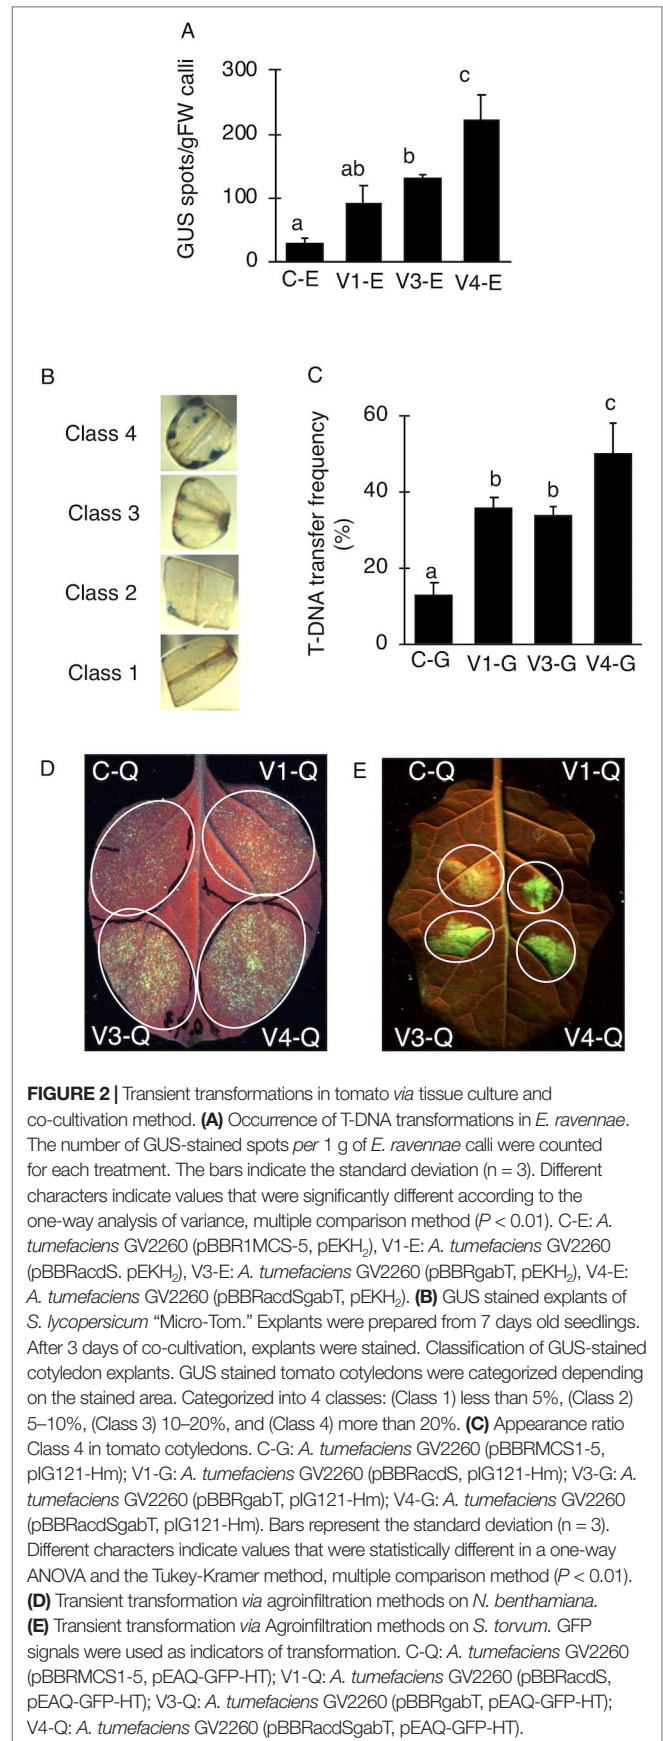 A
GUS spots/gFW calli
300
200
100
0
a
ab
b
c
C-E V1-E V3-E V4-E
B
Class 4
Class 3
Class 2
Class 1
C
T-DNA transfer frequency
(%)
60
40
20
0
a
b
b
c
C-G V1-G V3-G V4-G
D
C-Q V1-Q
V3-Q V4-Q
E
C-Q V1-Q
V3-Q V4-Q
FIGURE 2 | Transient transformations in tomato via tissue culture and
co-cultivation method. (A) Occurrence of T-DNA transformations in E. ravennae.
The number of GUS-stained spots per 1 g of E. ravennae calli were counted
for each treatment. The bars indicate the standard deviation (n = 3). Different
characters indicate values that were significantly different according to the
one-way analysis of variance, multiple comparison method (P < 0.01). C-E: A.
tumefaciens GV2260 (pBBR1MCS-5, pEKH2), V1-E: A. tumefaciens GV2260
(pBBRacdS. pEKH2), V3-E: A. tumefaciens GV2260 (pBBRgabT, pEKH2), V4-E:
A. tumefaciens GV2260 (pBBRacdSgabT, pEKH2). (B) GUS stained explants of
S. lycopersicum “Micro-Tom.” Explants were prepared from 7 days old seedlings.
After 3 days of co-cultivation, explants were stained. Classification of GUS-stained
cotyledon explants. GUS stained tomato cotyledons were categorized depending
on the stained area. Categorized into 4 classes: (Class 1) less than 5%, (Class 2)
5–10%, (Class 3) 10–20%, and (Class 4) more than 20%. (C) Appearance ratio
Class 4 in tomato cotyledons. C-G: A. tumefaciens GV2260 (pBBRMCS1-5,
pIG121-Hm); V1-G: A. tumefaciens GV2260 (pBBRacdS, pIG121-Hm); V3-G: A.
tumefaciens GV2260 (pBBRgabT, pIG121-Hm); V4-G: A. tumefaciens GV2260
(pBBRacdSgabT, pIG121-Hm). Bars represent the standard deviation (n = 3).
Different characters indicate values that were statistically different in a one-way
ANOVA and the Tukey-Kramer method, multiple comparison method (P < 0.01).
(D) Transient transformation via agroinfiltration methods on N. benthamiana.
(E) Transient transformation via Agroinfiltration methods on S. torvum. GFP
signals were used as indicators of transformation. C-Q: A. tumefaciens GV2260
(pBBRMCS1-5, pEAQ-GFP-HT); V1-Q: A. tumefaciens GV2260 (pBBRacdS,
pEAQ-GFP-HT); V3-Q: A. tumefaciens GV2260 (pBBRgabT, pEAQ-GFP-HT);
V4-Q: A. tumefaciens GV2260 (pBBRacdSgabT, pEAQ-GFP-HT).